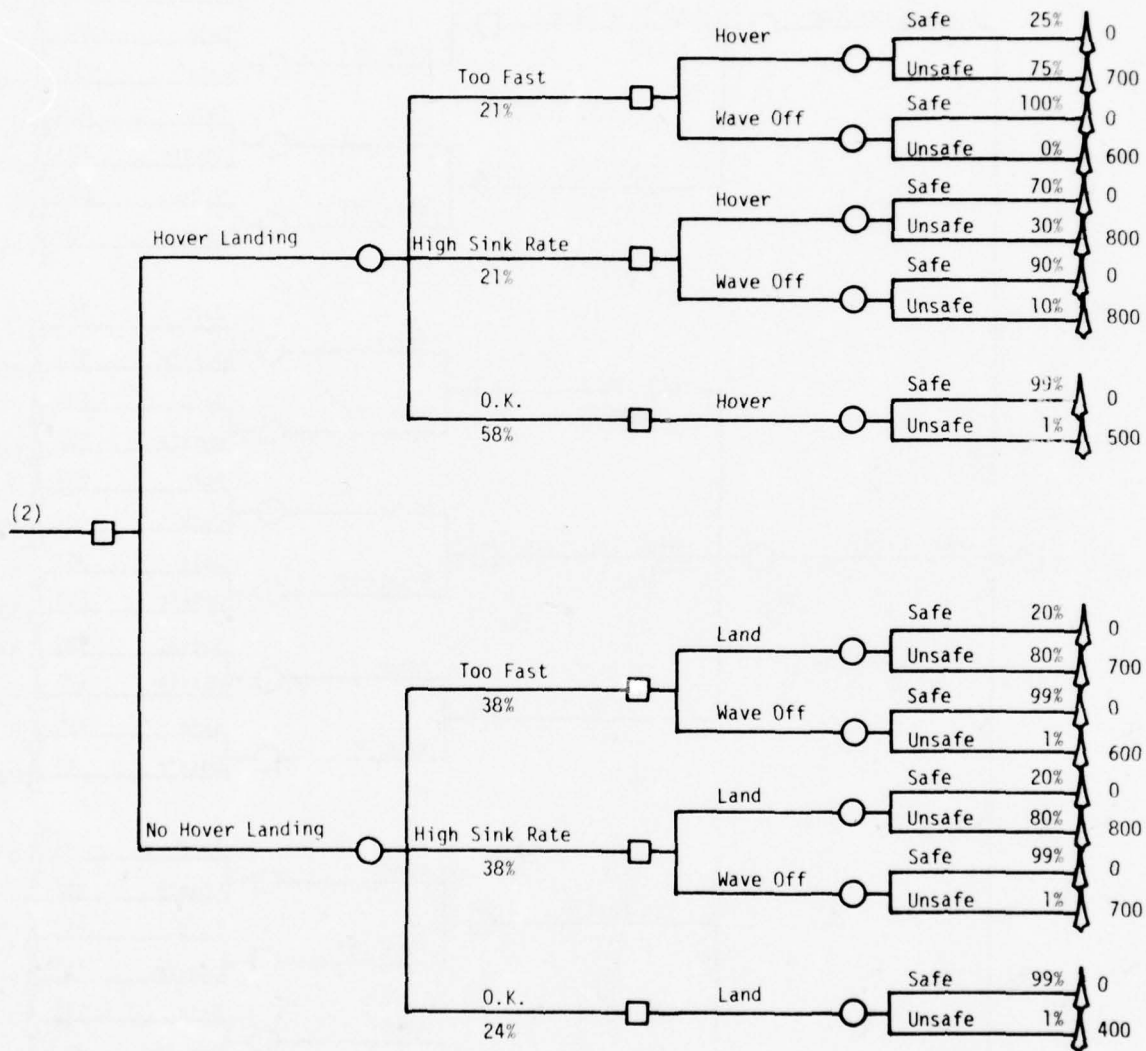 Safe 25% 0
Hover
Unsafe 75% 700
Too Fast
21%
Safe 100% 0
Wave Off
Unsafe 0% 600
Safe 70% 0
Hover
Unsafe 30% 800
Hover Landing
High Sink Rate
21%
Safe 90% 0
Wave Off
Unsafe 10% 800
Safe 99% 0
O.K. Hover
58%
Unsafe 1% 500
(2)
Safe 20% 0
Land
Unsafe 80% 700
Too Fast
38%
Safe 99% 0
Wave Off
Unsafe 1% 600
Safe 20% 0
Land
Unsafe 80% 800
No Hover Landing
High Sink Rate
38%
Safe 99% 0
Wave Off
Unsafe 1% 700
Safe 99% 0
O.K. Land
24%
Unsafe 1% 400